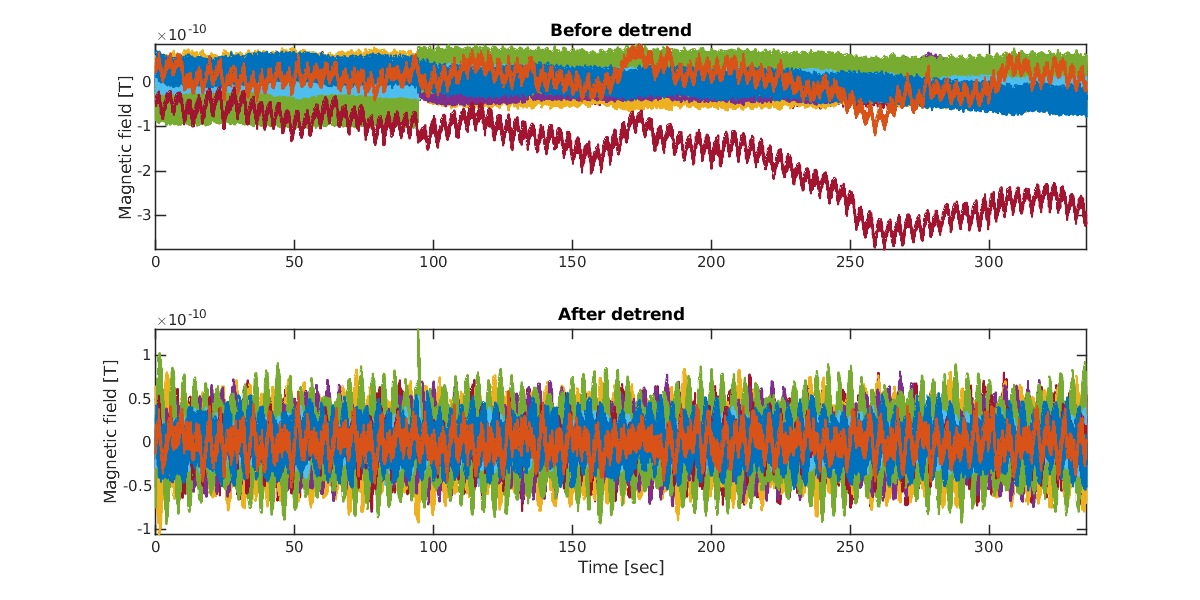 Before detrend
×10-10
Magnetic field [T]
0
-1
-2
-3
0 50 100 150 200 250 300
After detrend
×10-10
Magnetic field [T]
1
0.5
0
-0.5
-1
0 50 100 150 200 250 300
Time [sec]